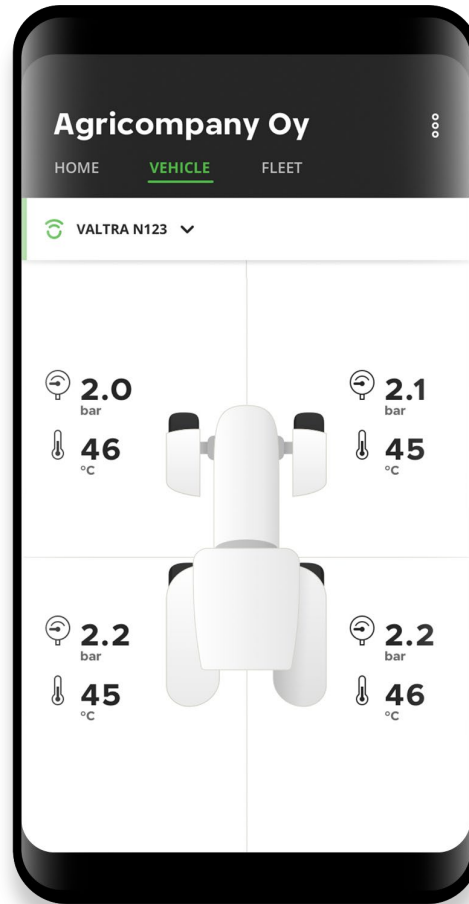 Agricompany Oy
HOME VEHICLE FLEET
VALTRA N123
2.0
bar
46
°C
2.1
bar
45
°C
2.2
bar
45
°C
2.2
bar
46
°C